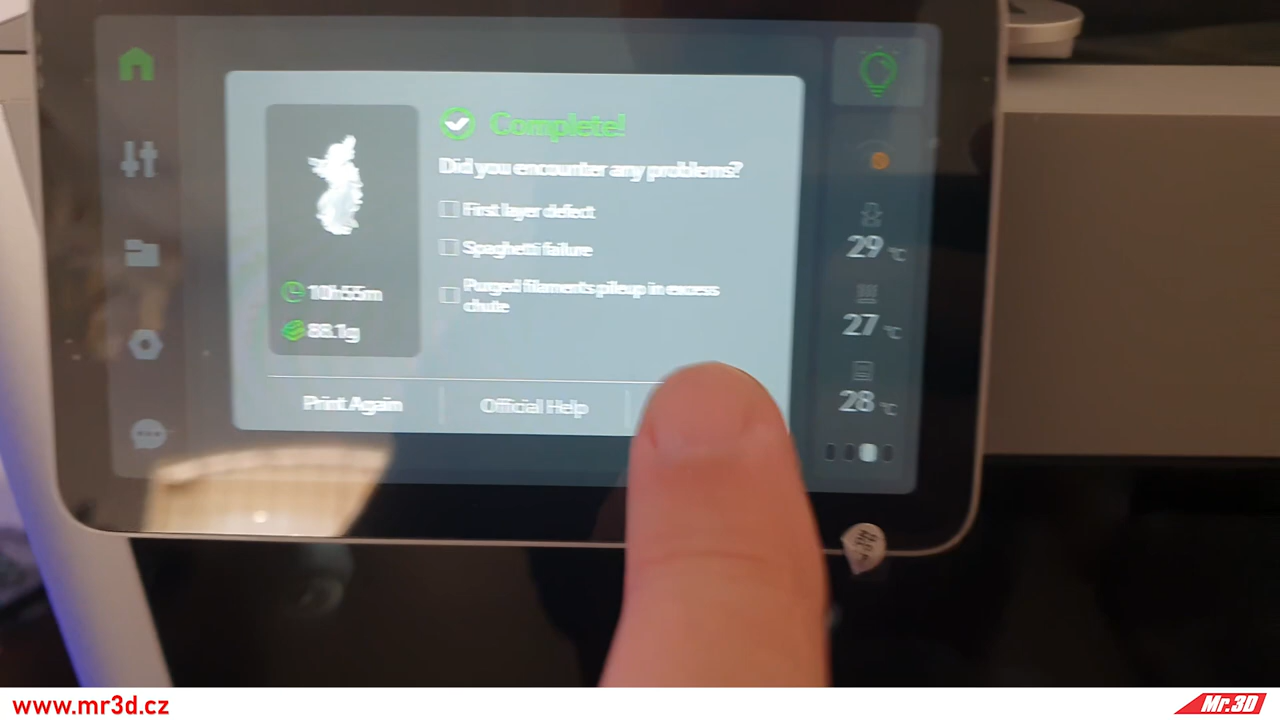 Complete!
Did you encounter any problems?
First layer defect
Spaghetti failure
Purged filaments pileup in excess
chute
10h55m
88.1g
Print Again
Official Help
29 °C
27 °C
28 °C
www.mr3d.cz
Mr.3D